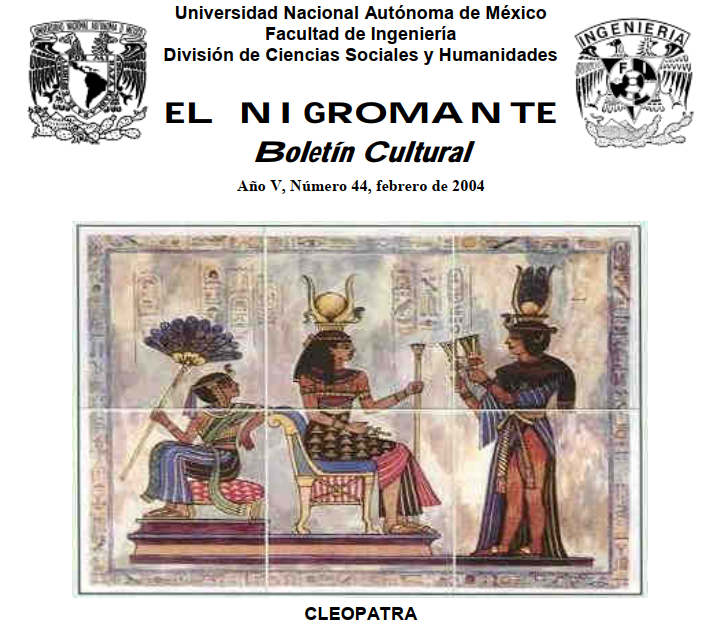 Universidad Nacional Autónoma de México
Facultad de Ingeniería
División de Ciencias Sociales y Humanidades
EL NIGROMANTE
Boletín Cultural
Año V, Número 44, febrero de 2004
INGENIERIA
CLEOPATRA